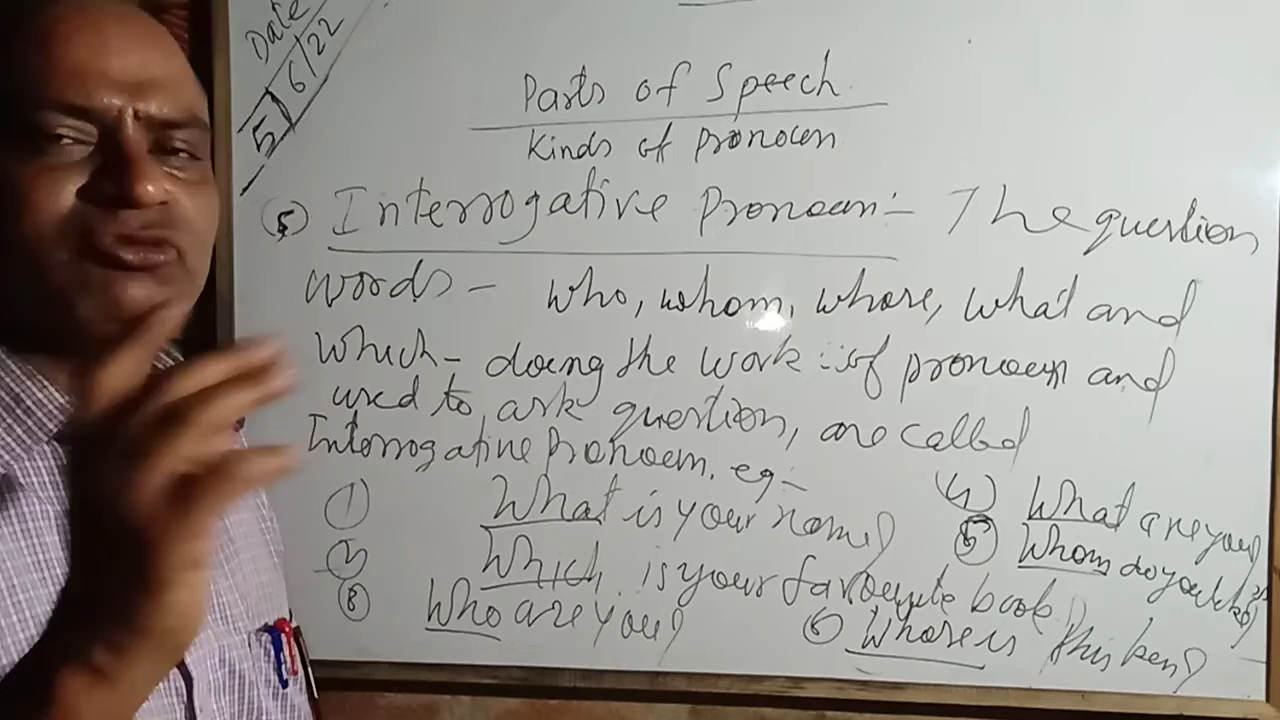 Date
5/6/22
Parts of Speech
Kinds of Pronoun
(5) Interrogative Pronoun:- The question
words - who, whom, whose, what and
which - doing the work of pronoun and
used to ask question, are called
Interrogative Pronoun. eg:-
(1) What is your name?
(2) Which is your favourite book?
(3) Who are you?
(4) What are you?
(5) Whom do you
(6) Whose is this pen?